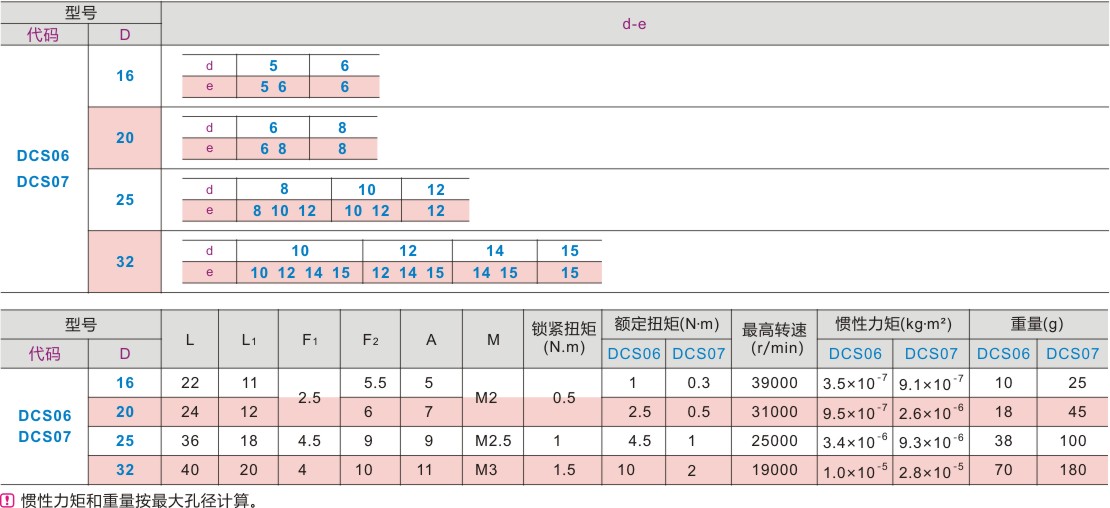 型号 d-e
代码 D
DCS06 DCS07
16
d 5 6
e 5 6 6
20
d 6 8
e 6 8 8
25
d 8 10 12
e 8 10 12 10 12 12
32
d 10 12 14 15
e 10 12 14 15 12 14 15 14 15 15
型号 L L1 F1 F2 A M 锁紧扭矩(N.m) 额定扭矩(N·m) 最高转速(r/min) 惯性力矩(kg·m²) 重量(g)
代码 D DCS06 DCS07 DCS06 DCS07 DCS06 DCS07
DCS06 DCS07
16 22 11 2.5 5.5 5 M2 0.5 1 0.3 39000 3.5×10⁻⁷ 9.1×10⁻⁷ 10 25
20 24 12 6 7 2.5 0.5 31000 9.5×10⁻⁷ 2.6×10⁻⁶ 18 45
25 36 18 4.5 9 9 M2.5 1 4.5 1 25000 3.4×10⁻⁶ 9.3×10⁻⁶ 38 100
32 40 20 4 10 11 M3 1.5 10 2 19000 1.0×10⁻⁵ 2.8×10⁻⁵ 70 180
! 惯性力矩和重量按最大孔径计算。